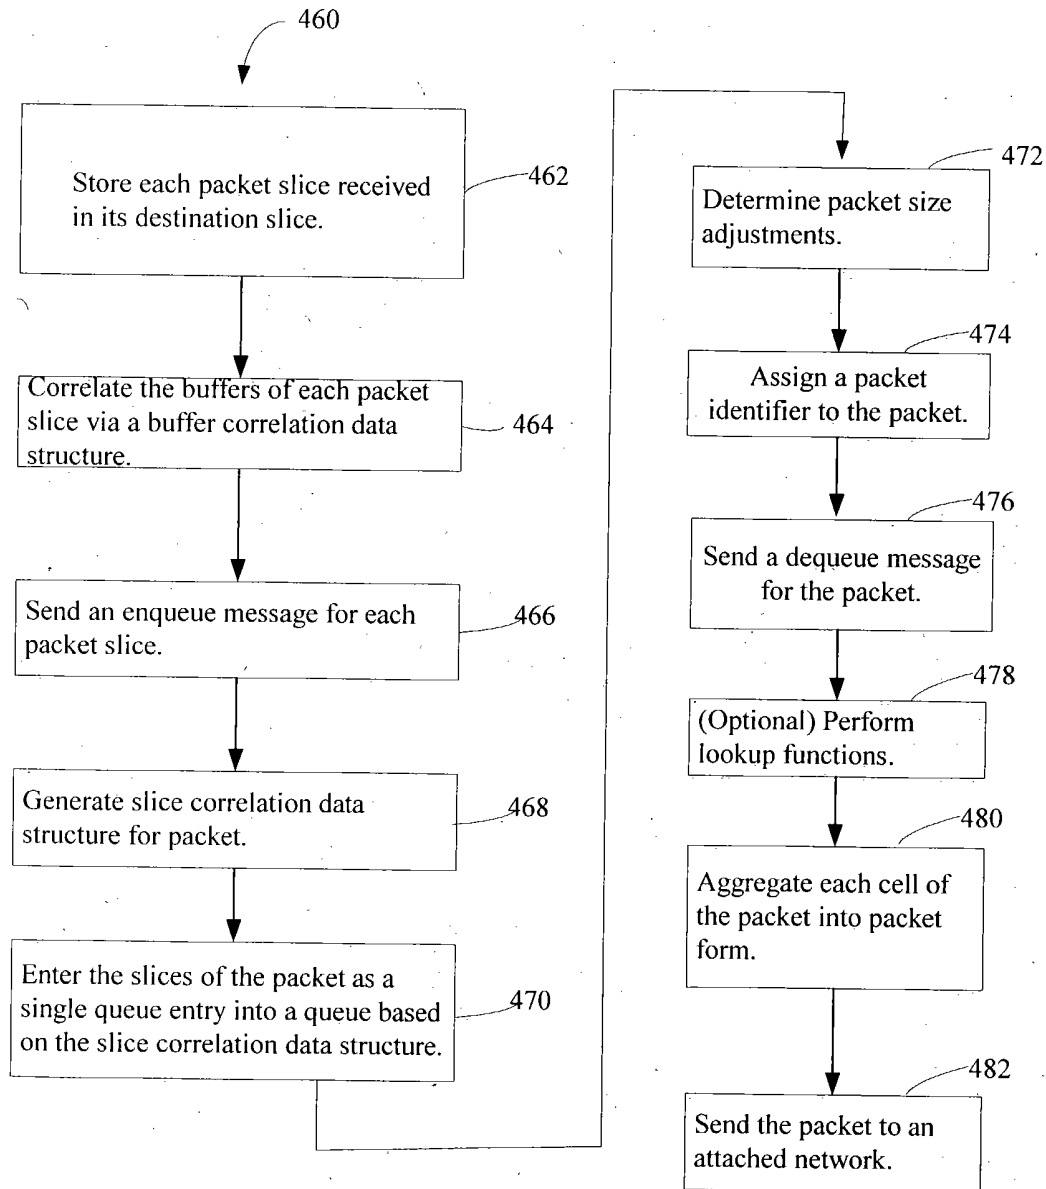 460
Store each packet slice received
in its destination slice.
462
Correlate the buffers of each packet
slice via a buffer correlation data
structure.
464
Send an enqueue message for each
packet slice.
466
Generate slice correlation data
structure for packet.
468
Enter the slices of the packet as a
single queue entry into a queue based
on the slice correlation data structure.
470
472
Determine packet size
adjustments.
474
Assign a packet
identifier to the packet.
476
Send a dequeue message
for the packet.
478
(Optional) Perform
lookup functions.
480
Aggregate each cell of
the packet into packet
form.
482
Send the packet to an
attached network.